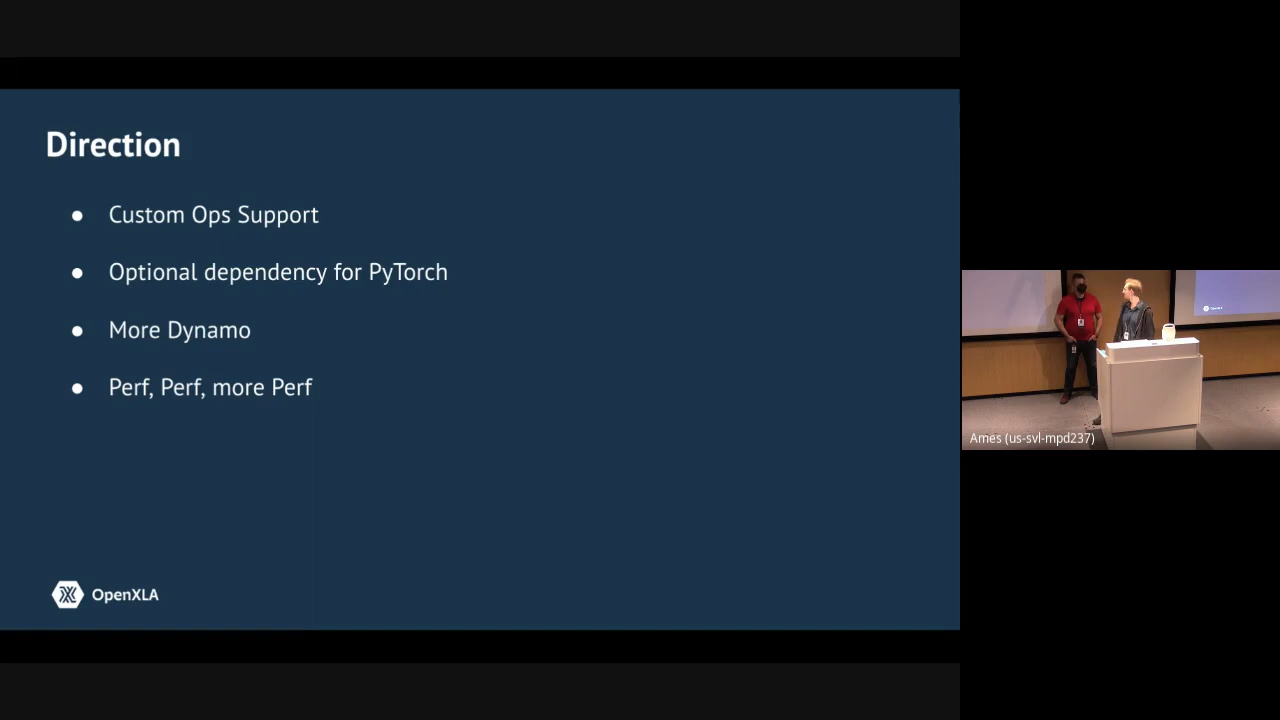 Direction
● Custom Ops Support
● Optional dependency for PyTorch
● More Dynamo
● Perf, Perf, more Perf
OpenXLA
OpenXLA
Ames (us-svl-mpd237)